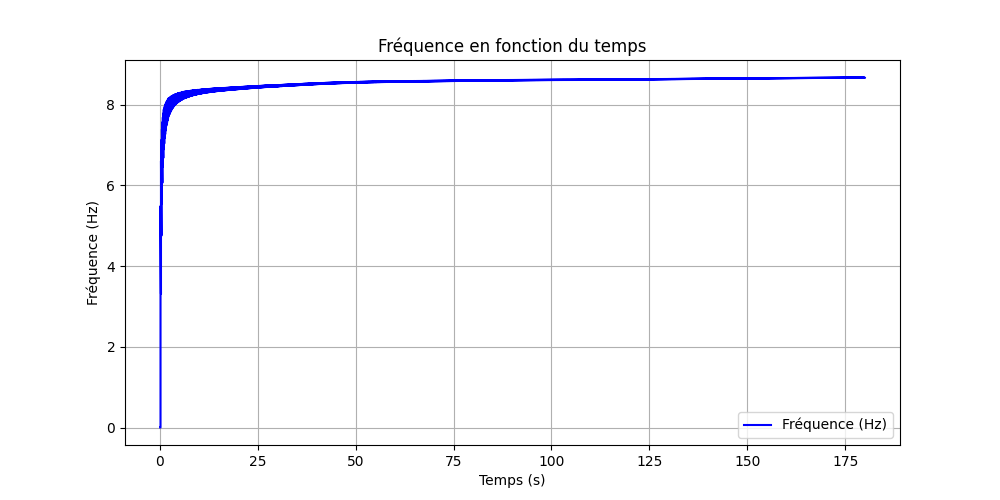 Fréquence en fonction du temps
Fréquence (Hz)
8
6
4
2
0
0 25 50 75 100 125 150 175
Temps (s)
Fréquence (Hz)